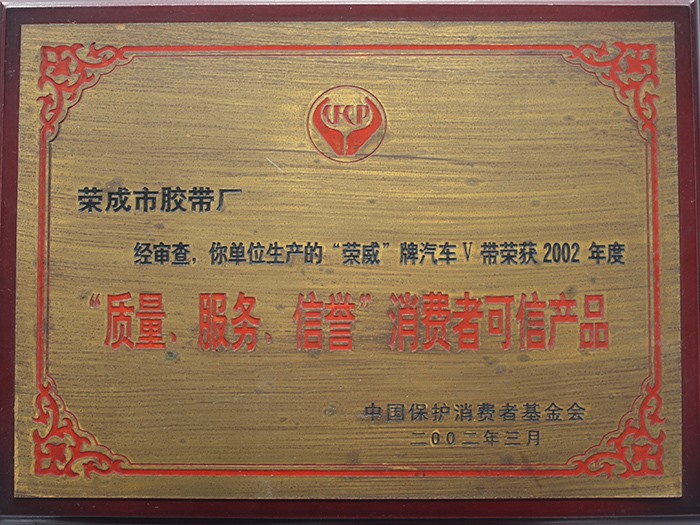 CFCP
荣成市胶带厂
经审查，你单位生产的“荣威”牌汽车V带荣获2002年度
“质量、服务、信誉”消费者可信产品
中国保护消费者基金会
二00二年三月